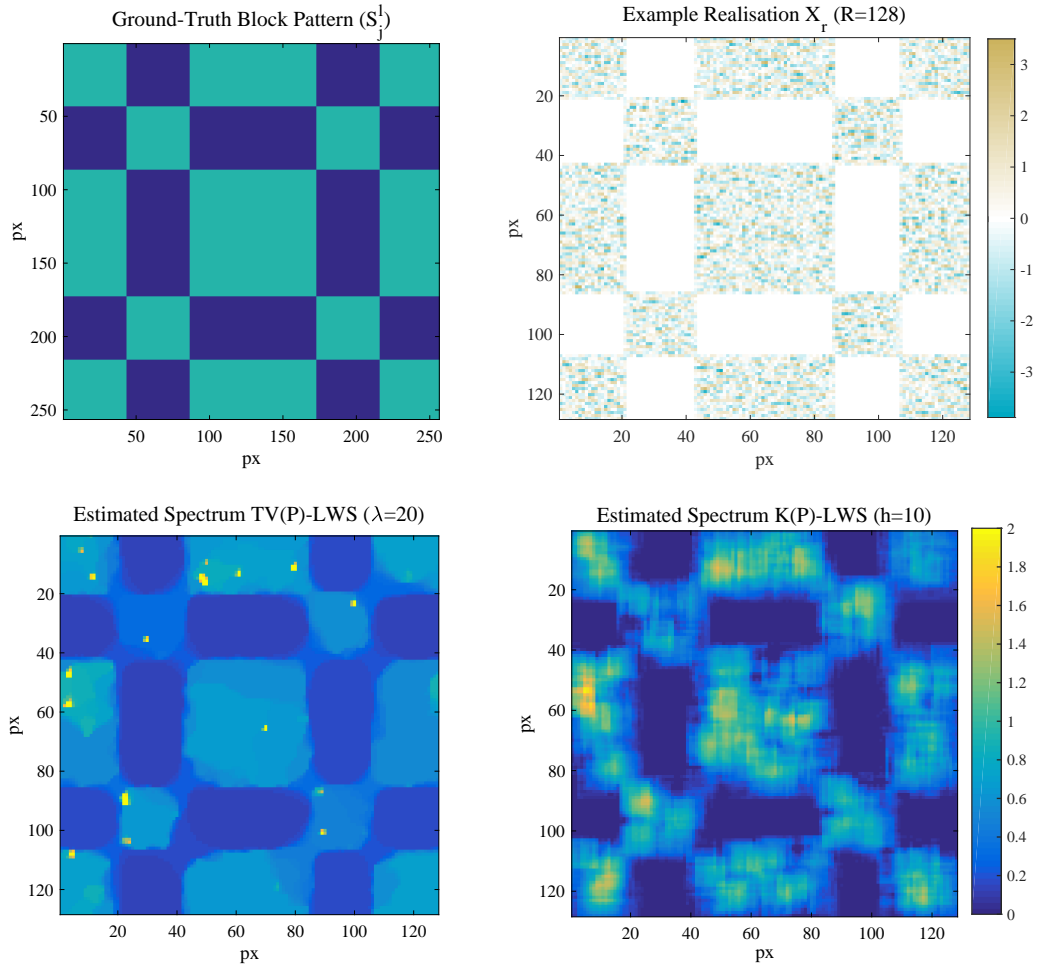 Ground-Truth Block Pattern (S_j^1)
50
100
150
200
250
px
50 100 150 200 250
px
Example Realisation X_r (R=128)
20
40
60
80
100
120
px
20 40 60 80 100 120
px
3
2
1
0
-1
-2
-3
Estimated Spectrum TV(P)-LWS (λ=20)
20
40
60
80
100
120
px
20 40 60 80 100 120
px
Estimated Spectrum K(P)-LWS (h=10)
20
40
60
80
100
120
px
20 40 60 80 100 120
px
2
1.8
1.6
1.4
1.2
1
0.8
0.6
0.4
0.2
0